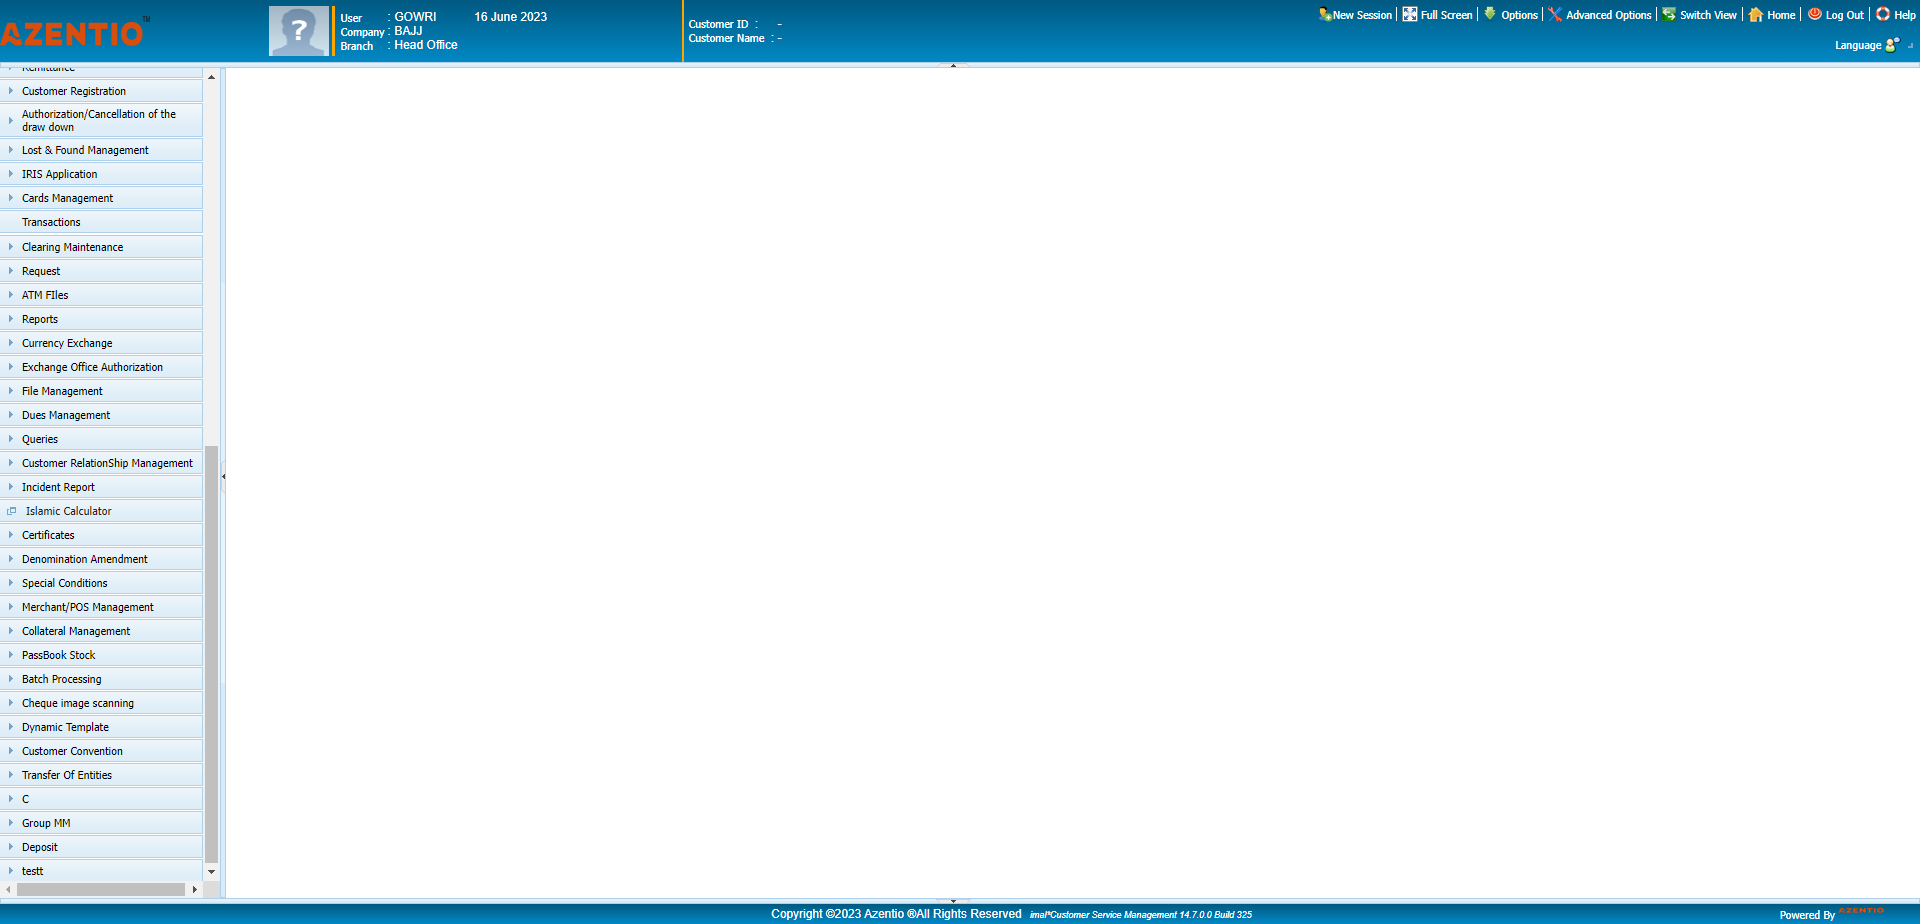 AZENTIO™
User : GOWRI 16 June 2023
Company : BAJJ
Branch : Head Office
Customer ID : -
Customer Name : -
New Session Full Screen Options Advanced Options Switch View Home Log Out Help
Language
Remittance
Customer Registration
Authorization/Cancellation of the
draw down
Lost & Found Management
IRIS Application
Cards Management
Transactions
Clearing Maintenance
Request
ATM FIles
Reports
Currency Exchange
Exchange Office Authorization
File Management
Dues Management
Queries
Customer RelationShip Management
Incident Report
Islamic Calculator
Certificates
Denomination Amendment
Special Conditions
Merchant/POS Management
Collateral Management
PassBook Stock
Batch Processing
Cheque image scanning
Dynamic Template
Customer Convention
Transfer Of Entities
C
Group MM
Deposit
testt
Copyright ©2023 Azentio ®All Rights Reserved imal*Customer Service Management 14.7.0.0 Build 325
Powered By AZENTIO